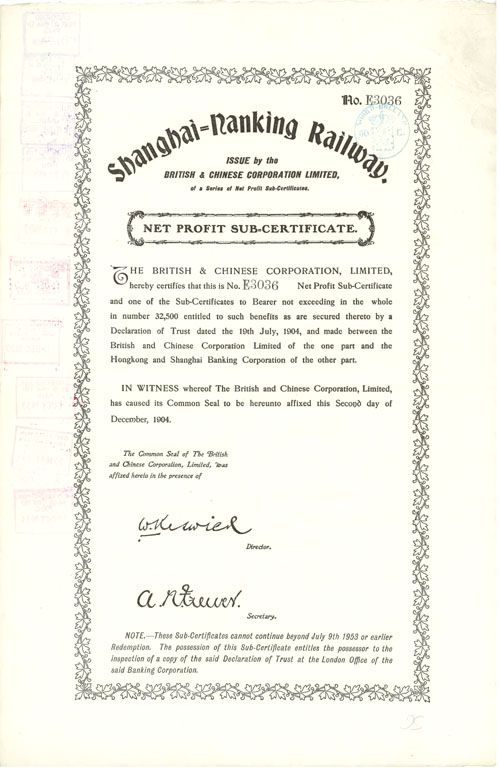 No. E3036
Shanghai=Nanking Railway.
ISSUE by the
BRITISH & CHINESE CORPORATION LIMITED,
of a Series of Net Profit Sub-Certificates.
NET PROFIT SUB-CERTIFICATE.
THE BRITISH & CHINESE CORPORATION, LIMITED,
hereby certifies that this is No. E3036 Net Profit Sub-Certificate
and one of the Sub-Certificates to Bearer not exceeding in the whole
in number 32,500 entitled to such benefits as are secured thereto by a
Declaration of Trust dated the 19th July, 1904, and made between the
British and Chinese Corporation Limited of the one part and the
Hongkong and Shanghai Banking Corporation of the other part.
IN WITNESS whereof The British and Chinese Corporation, Limited,
has caused its Common Seal to be hereunto affixed this Second day of
December, 1904.
The Common Seal of The British
and Chinese Corporation, Limited, was
affixed hereto in the presence of
W. Keswick
Director.
Secretary.
NOTE.—These Sub-Certificates cannot continue beyond July 9th 1953 or earlier
Redemption. The possession of this Sub-Certificate entitles the possessor to the
inspection of a copy of the said Declaration of Trust at the London Office of the
said Banking Corporation.